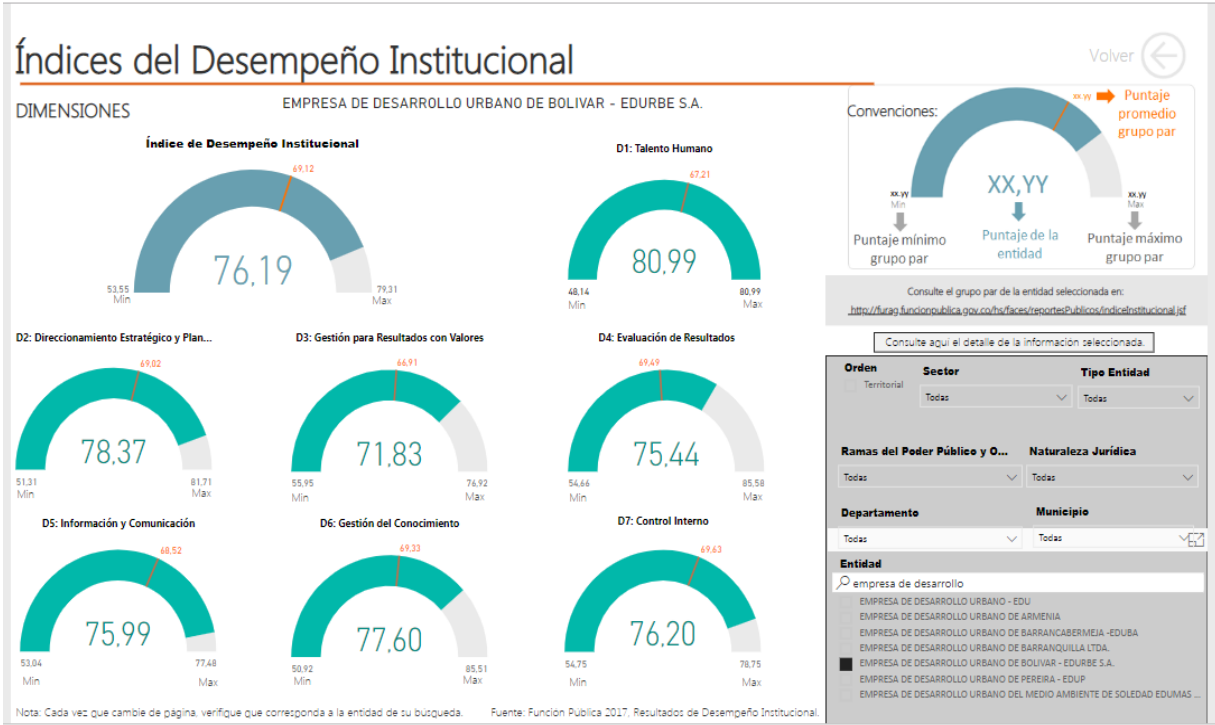 Índices del Desempeño Institucional
Volver
DIMENSIONES
EMPRESA DE DESARROLLO URBANO DE BOLIVAR - EDURBE S.A.
Convenciones:
xx.yy
Puntaje
promedio
grupo par
XX,YY
xx.yy
Min
xx.yy
Max
Puntaje mínimo
grupo par
Puntaje de la
entidad
Puntaje máximo
grupo par
Índice de Desempeño Institucional
69,12
76,19
53,55
Min
79,31
Max
D1: Talento Humano
67,21
80,99
48,14
Min
80,99
Max
Consulte el grupo par de la entidad seleccionada en:
http://furag.funcionpublica.gov.co/hs/faces/reportesPublicos/indiceInstitucional.jsf
Consulte aquí el detalle de la información seleccionada.
D2: Direccionamiento Estratégico y Plan...
69,02
78,37
51,31
Min
81,71
Max
D3: Gestión para Resultados con Valores
66,91
71,83
55,95
Min
76,92
Max
D4: Evaluación de Resultados
69,49
75,44
54,66
Min
85,58
Max
D5: Información y Comunicación
68,52
75,99
53,04
Min
77,48
Max
D6: Gestión del Conocimiento
69,33
77,60
50,92
Min
85,51
Max
D7: Control Interno
69,63
76,20
54,75
Min
78,75
Max
Orden
Territorial
Sector
Todas
Tipo Entidad
Todas
Ramas del Poder Público y O...
Todas
Naturaleza Jurídica
Todas
Departamento
Todas
Municipio
Todas
Entidad
empresa de desarrollo
EMPRESA DE DESARROLLO URBANO - EDU
EMPRESA DE DESARROLLO URBANO DE ARMENIA
EMPRESA DE DESARROLLO URBANO DE BARRANCABERMEJA -EDUBA
EMPRESA DE DESARROLLO URBANO DE BARRANQUILLA LTDA.
EMPRESA DE DESARROLLO URBANO DE BOLIVAR - EDURBE S.A.
EMPRESA DE DESARROLLO URBANO DE PEREIRA - EDUP
EMPRESA DE DESARROLLO URBANO DEL MEDIO AMBIENTE DE SOLEDAD EDUMAS ...
Nota: Cada vez que cambie de página, verifique que corresponda a la entidad de su búsqueda.
Fuente: Función Pública 2017, Resultados de Desempeño Institucional.